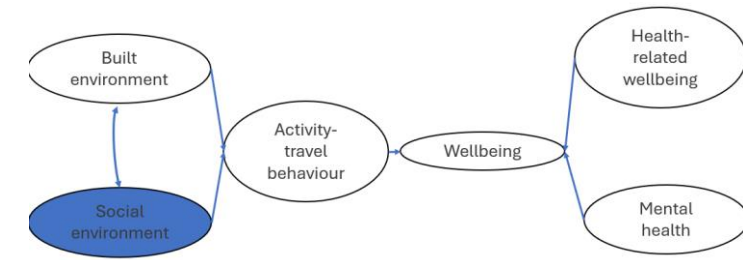 Built
environment
Social
environment
Activity-
travel
behaviour
Wellbeing
Health-
related
wellbeing
Mental
health